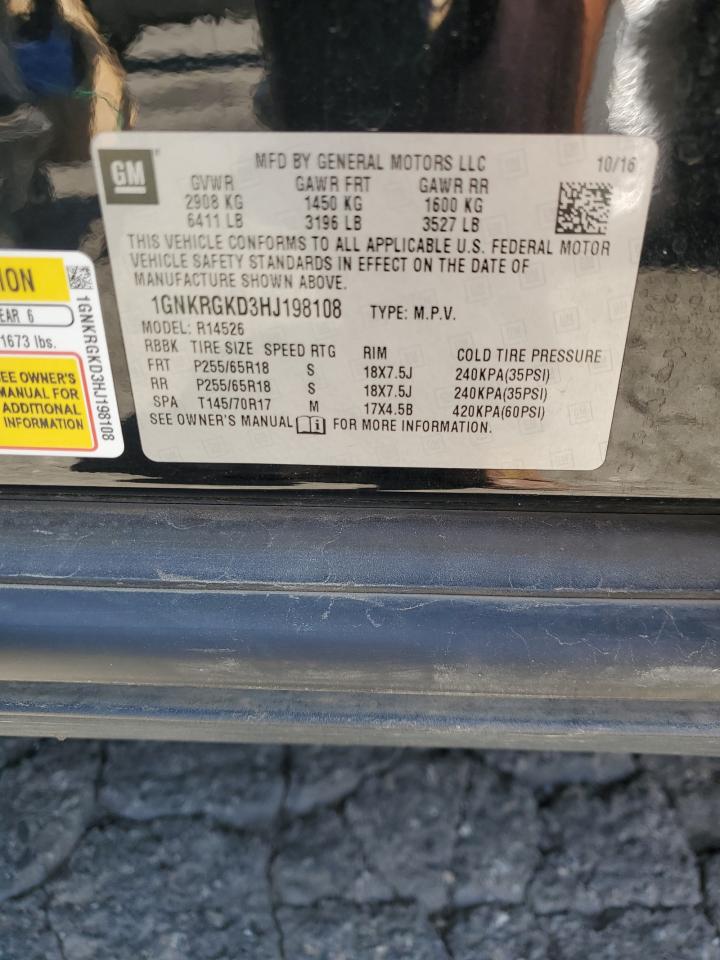 GM
MFD BY GENERAL MOTORS LLC 10/16
GVWR GAWR FRT GAWR RR
2908 KG 1450 KG 1600 KG
6411 LB 3196 LB 3527 LB
THIS VEHICLE CONFORMS TO ALL APPLICABLE U.S. FEDERAL MOTOR
VEHICLE SAFETY STANDARDS IN EFFECT ON THE DATE OF
MANUFACTURE SHOWN ABOVE.
1GNKRGKD3HJ198108 TYPE: M.P.V.
MODEL: R14526
RBBK TIRE SIZE SPEED RTG RIM COLD TIRE PRESSURE
FRT P255/65R18 S 18X7.5J 240KPA(35PSI)
RR P255/65R18 S 18X7.5J 240KPA(35PSI)
SPA T145/70R17 M 17X4.5B 420KPA(60PSI)
SEE OWNER'S MANUAL i FOR MORE INFORMATION.
ION
EAR 6
1673 lbs.
EE OWNER'S
MANUAL FOR
ADDITIONAL
INFORMATION
1GNKRGKD3HJ198108